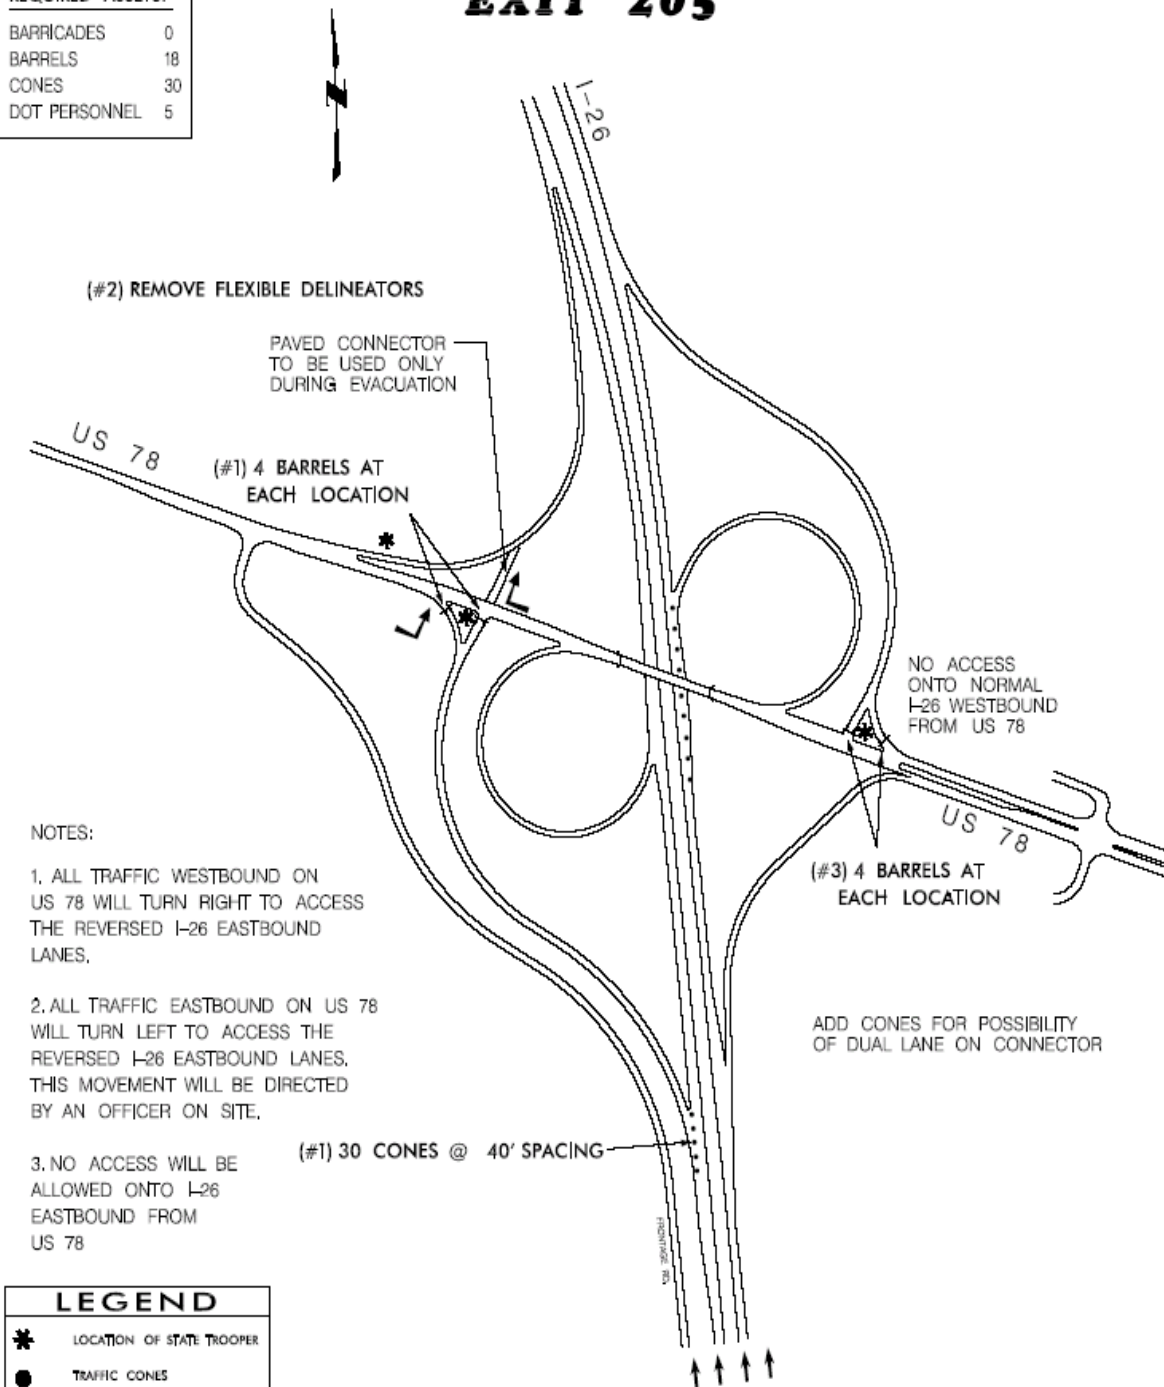 EXIT 205
REQUIRED ASSETS:
BARRICADES 0
BARRELS 18
CONES 30
DOT PERSONNEL 5
N
I-26
(#2) REMOVE FLEXIBLE DELINEATORS
PAVED CONNECTOR
TO BE USED ONLY
DURING EVACUATION
US 78
(#1) 4 BARRELS AT
EACH LOCATION
NO ACCESS
ONTO NORMAL
I-26 WESTBOUND
FROM US 78
US 78
(#3) 4 BARRELS AT
EACH LOCATION
NOTES:
1. ALL TRAFFIC WESTBOUND ON
US 78 WILL TURN RIGHT TO ACCESS
THE REVERSED I-26 EASTBOUND
LANES.
2. ALL TRAFFIC EASTBOUND ON US 78
WILL TURN LEFT TO ACCESS THE
REVERSED I-26 EASTBOUND LANES.
THIS MOVEMENT WILL BE DIRECTED
BY AN OFFICER ON SITE.
3. NO ACCESS WILL BE
ALLOWED ONTO I-26
EASTBOUND FROM
US 78
ADD CONES FOR POSSIBILITY
OF DUAL LANE ON CONNECTOR
(#1) 30 CONES @ 40' SPACING
FRONTAGE RD.
LEGEND
LOCATION OF STATE TROOPER
TRAFFIC CONES